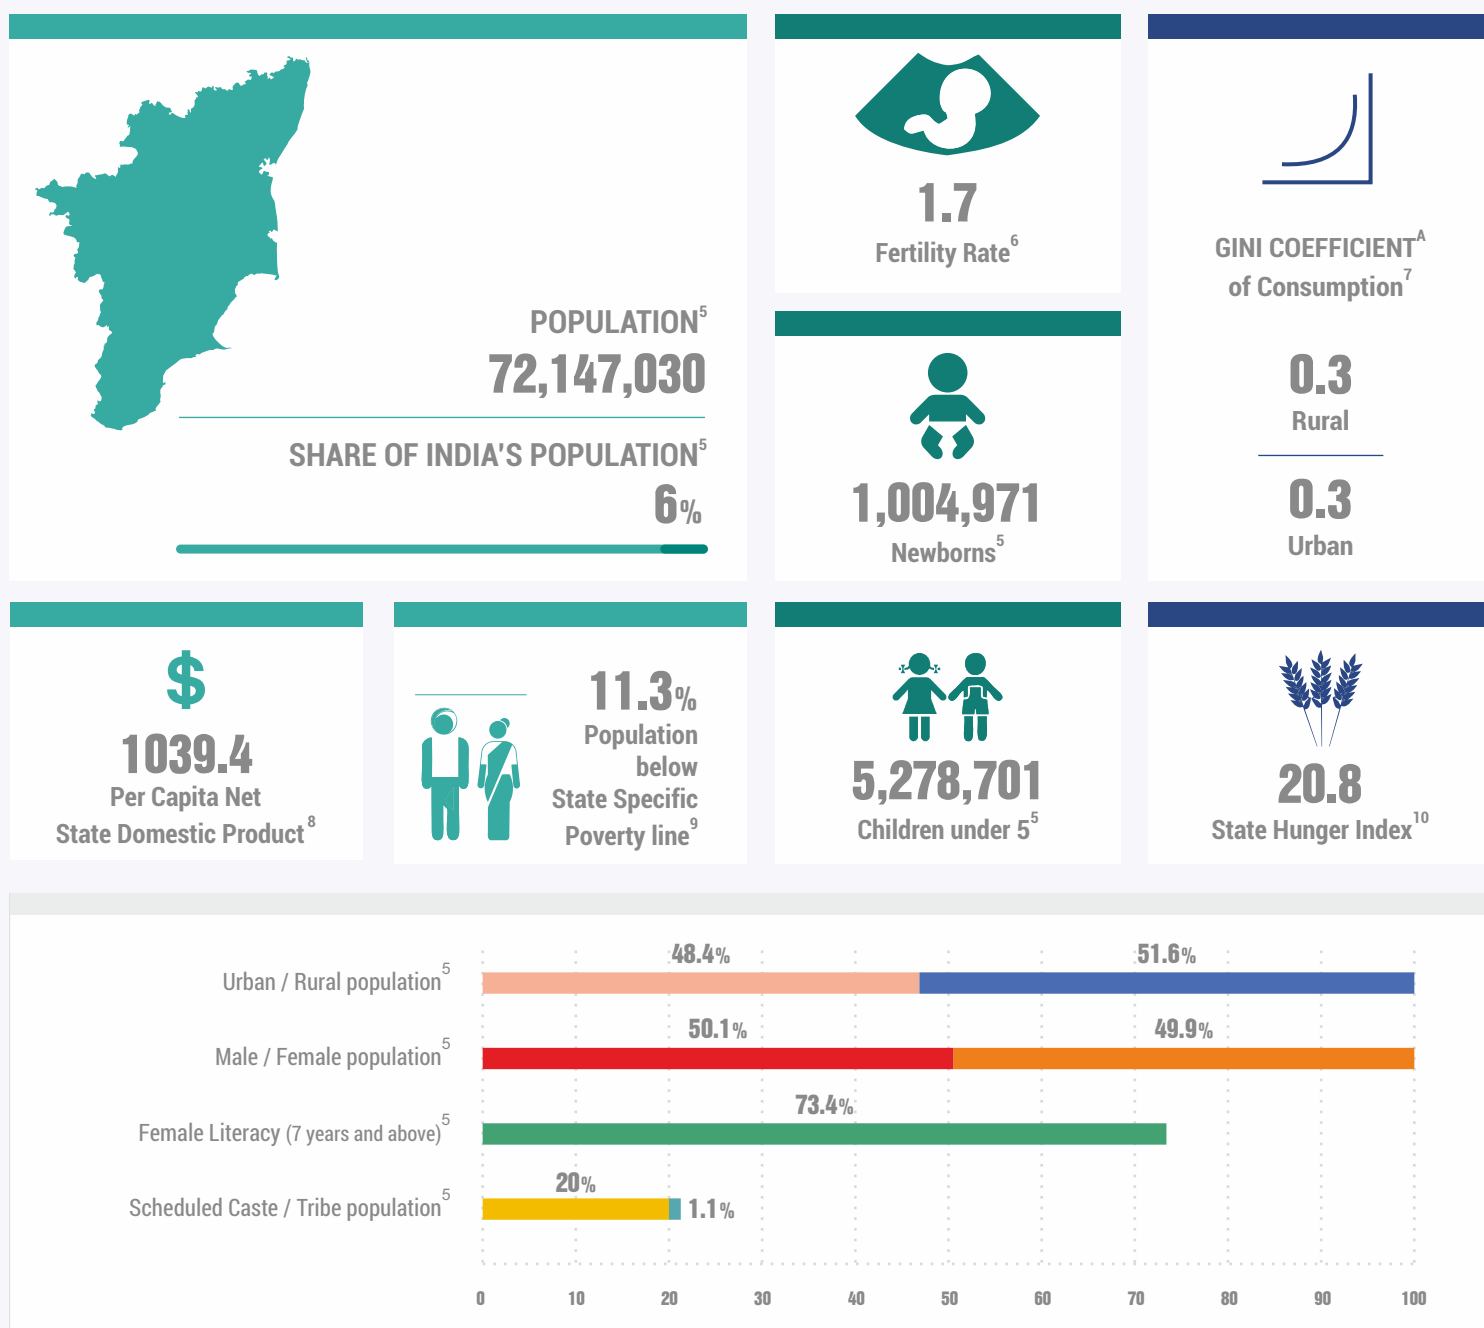 POPULATION5
72,147,030
SHARE OF INDIA'S POPULATION5
6%
1.7
Fertility Rate6
1,004,971
Newborns5
GINI COEFFICIENTA
of Consumption7
0.3
Rural
0.3
Urban
$
1039.4
Per Capita Net
State Domestic Product8
11.3%
Population
below
State Specific
Poverty line9
5,278,701
Children under 55
20.8
State Hunger Index10
48.4% 51.6%
Urban / Rural population5
50.1% 49.9%
Male / Female population5
73.4%
Female Literacy (7 years and above)5
20%
Scheduled Caste / Tribe population5 1.1%
0 10 20 30 40 50 60 70 80 90 100